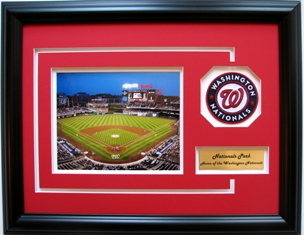 WASHINGTON
W
NATIONALS
Nationals Park
Home of the Washington Nationals